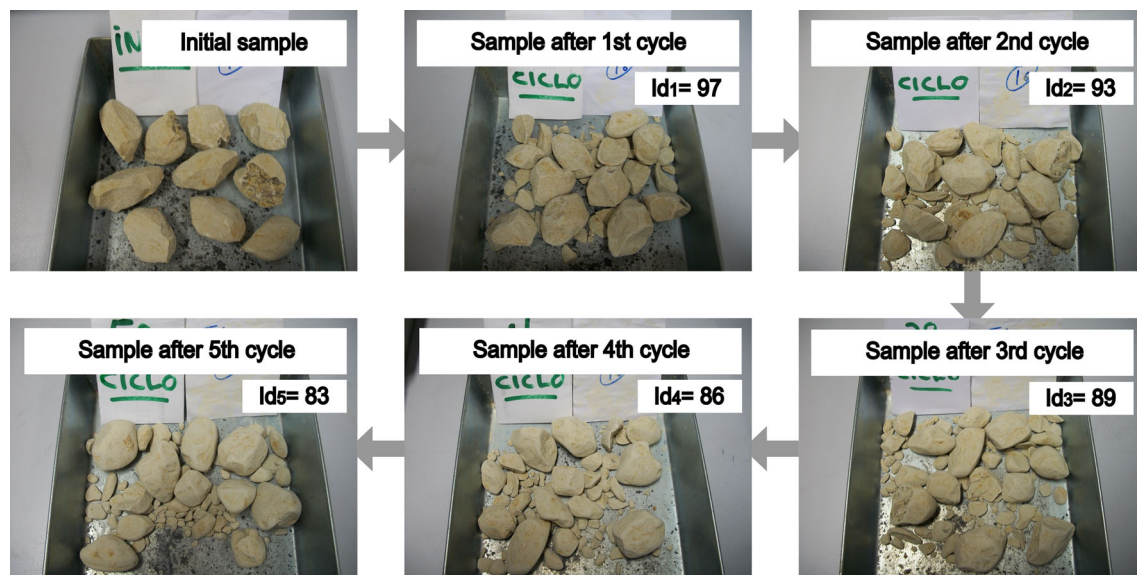 Initial sample
Sample after 1st cycle
Id1= 97
CICLO
Sample after 2nd cycle
Id2= 93
CICLO
Sample after 3rd cycle
Id3= 89
CICLO
Sample after 4th cycle
Id4= 86
CICLO
Sample after 5th cycle
Id5= 83
CICLO